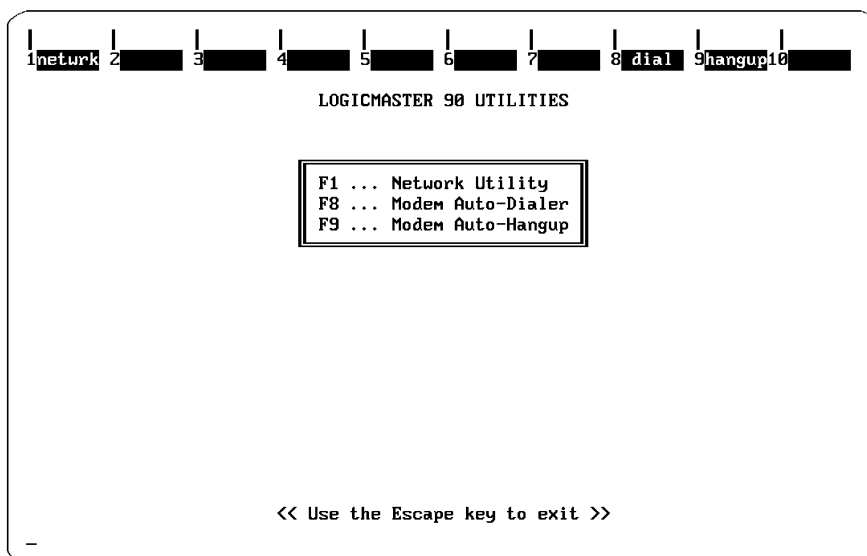 1netwrk 2 3 4 5 6 7 8 dial 9hangup10
LOGICMASTER 90 UTILITIES
F1 ... Network Utility
F8 ... Modem Auto-Dialer
F9 ... Modem Auto-Hangup
<< Use the Escape key to exit >>
_